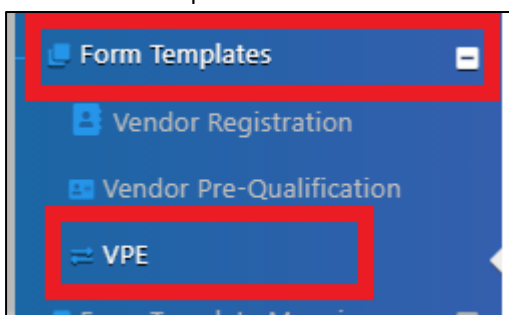 Form Templates
Vendor Registration
Vendor Pre-Qualification
VPE